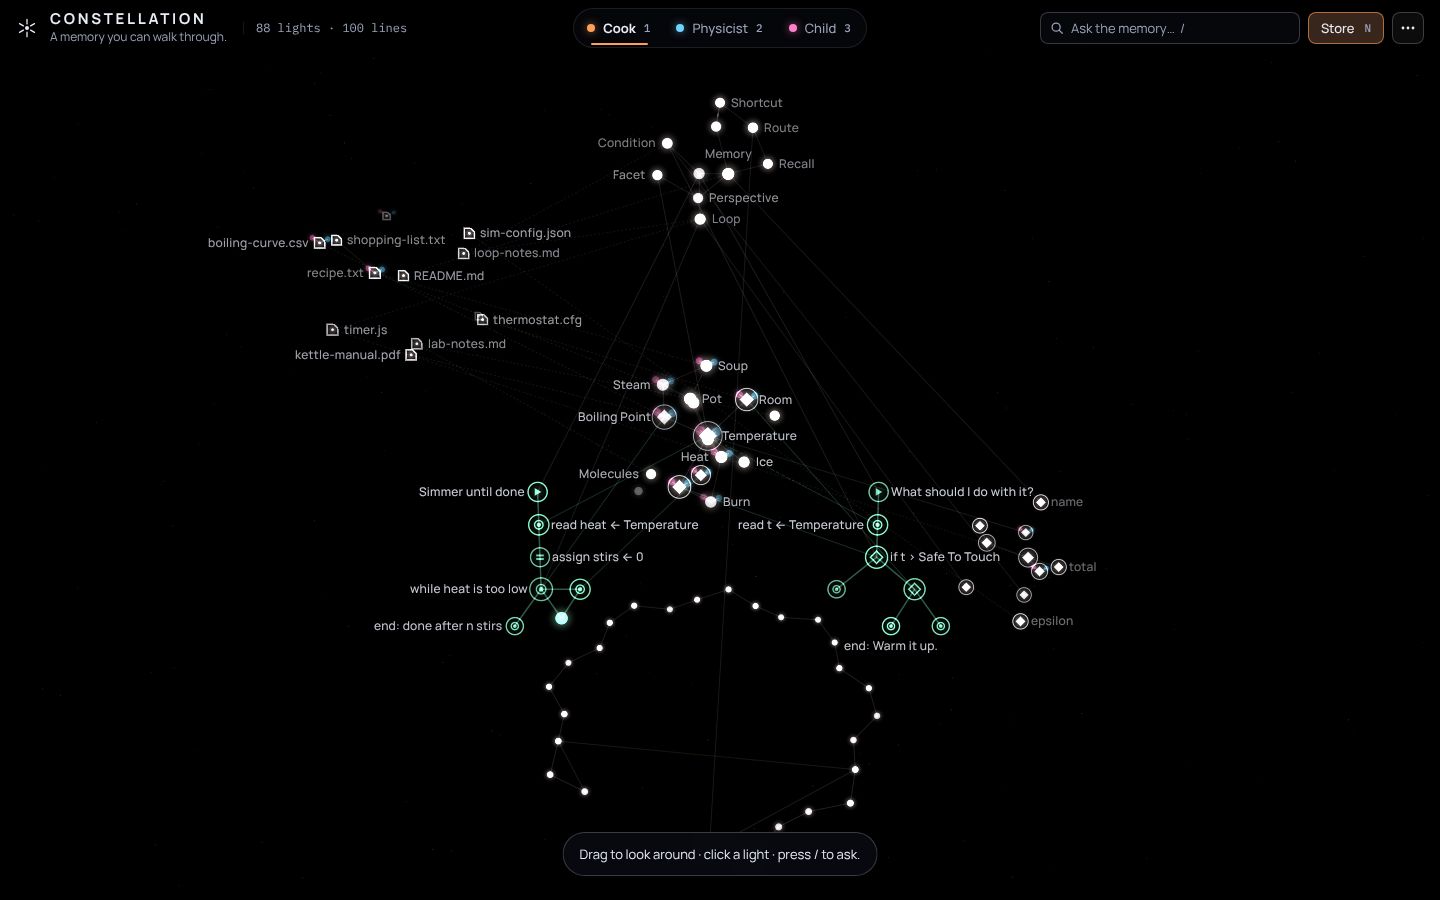 CONSTELLATION
A memory you can walk through.
88 lights · 100 lines
Cook 1
Physicist 2
Child 3
Ask the memory... /
Store N
Shortcut
Route
Condition
Memory
Recall
Facet
Perspective
Loop
boiling-curve.csv
shopping-list.txt
sim-config.json
loop-notes.md
recipe.txt
README.md
thermostat.cfg
timer.js
lab-notes.md
kettle-manual.pdf
Soup
Steam
Pot
Room
Boiling Point
Temperature
Heat
Ice
Molecules
Burn
Simmer until done
What should I do with it?
name
read heat ← Temperature
read t ← Temperature
assign stirs ← 0
if t > Safe To Touch
total
while heat is too low
end: done after n stirs
epsilon
end: Warm it up.
Drag to look around · click a light · press / to ask.